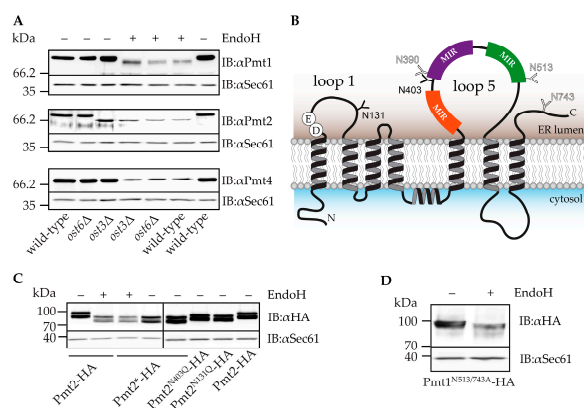 A
− − − + + + −
EndoH
kDa
66.2
IB:αPmt1
35
IB:αSec61
66.2
IB:αPmt2
35
IB:αSec61
66.2
IB:αPmt4
35
IB:αSec61
wild-type
ost6Δ
ost3Δ
ost3Δ
ost6Δ
wild-type
wild-type
B
loop 1
E
D
N131
N390
N403
MIR
MIR
MIR
loop 5
N513
N743
C
ER lumen
cytosol
N
C
− + + − − − − −
EndoH
kDa
100
70
IB:αHA
40
IB:αSec61
Pmt2-HA
Pmt2*-HA
Pmt2N403Q-HA
Pmt2N131Q-HA
Pmt2-HA
D
− +
EndoH
kDa
100
IB:αHA
70
40
IB:αSec61
Pmt1N513/743A-HA